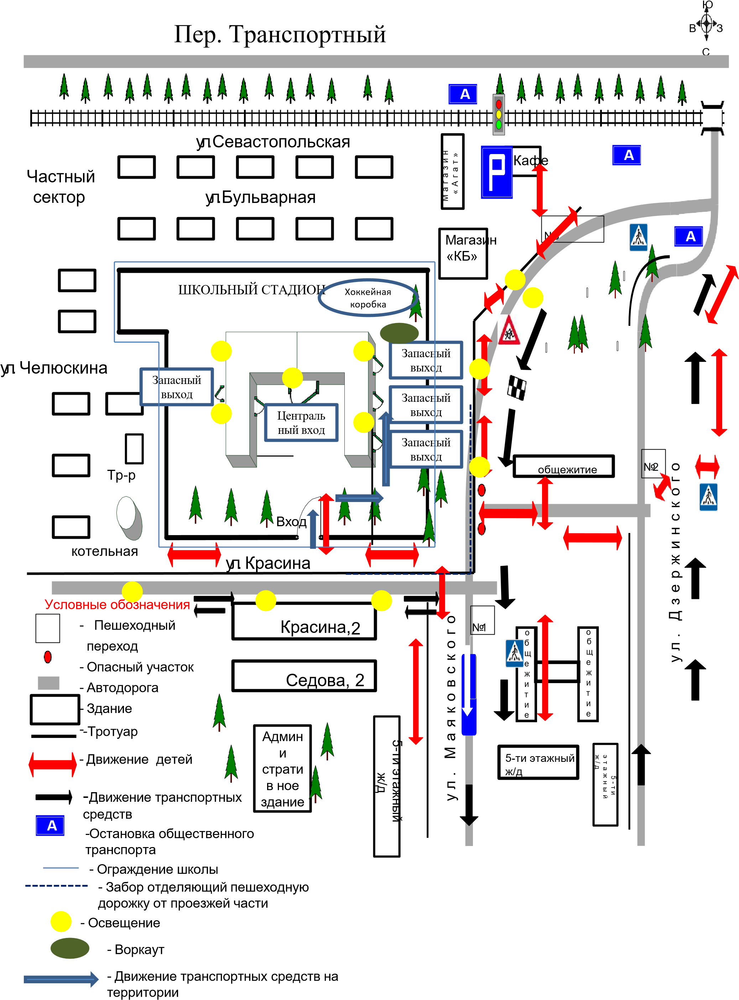 Ю
В З
С
Пер. Транспортный
А
ул.Севастопольская
Частный
сектор
ул.Бульварная
Магазин
«Агат»
Кафе
А
Магазин
«КБ»
А
ШКОЛЬНЫЙ СТАДИОН
Хоккейная
коробка
ул. Челюскина
Запасный
выход
Запасный
выход
Запасный
выход
Централь
ный вход
Запасный
выход
общежитие
№2
Тр-р
Вход
котельная
ул. Красина
ул. Дзержинского
Условные обозначения
- Пешеходный
переход
- Опасный участок
- Автодорога
- Здание
-Тротуар
- Движение детей
-Движение транспортных
средств
А
-Остановка общественного
транспорта
- Ограждение школы
- Забор отделяющий пешеходную
дорожку от проезжей части
- Освещение
- Воркаут
- Движение транспортных средств на
территории
Красина,2
Седова, 2
Админ
и
страти
в ное
здание
5-ти этажный
ж/д
ул. Маяковского
№1
общежитие
общежитие
5-ти этажный
ж/д
5-ти
этажный
ж/д